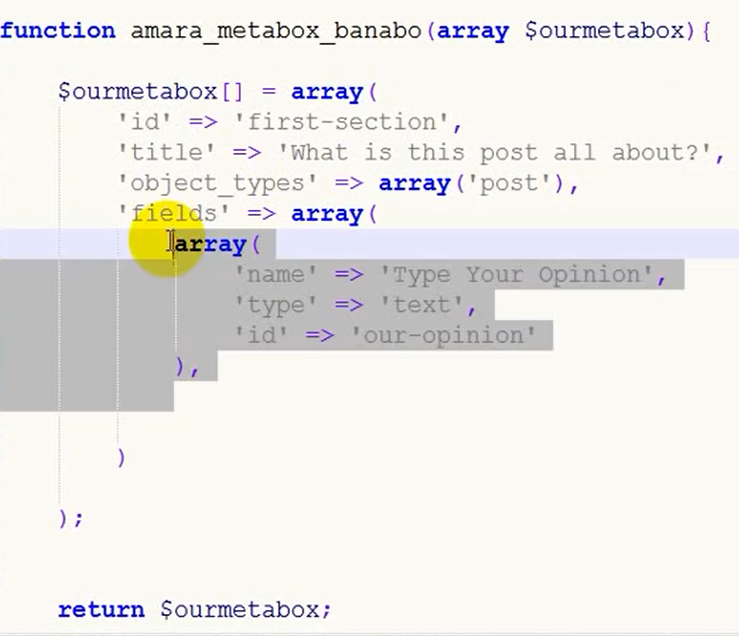 function amara_metabox_banabo(array $ourmetabox){
$ourmetabox[] = array(
'id' => 'first-section',
'title' => 'What is this post all about?',
'object_types' => array('post'),
'fields' => array(
array(
'name' => 'Type Your Opinion',
'type' => 'text',
'id' => 'our-opinion'
),
)
);
return $ourmetabox;